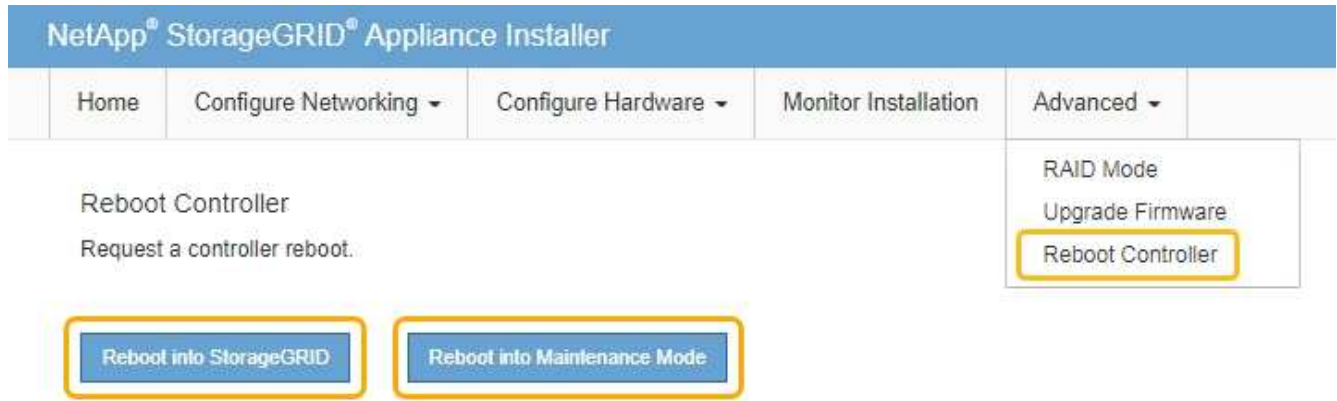 NetApp® StorageGRID® Appliance Installer
Home Configure Networking Configure Hardware Monitor Installation Advanced
RAID Mode
Upgrade Firmware
Reboot Controller
Reboot Controller
Request a controller reboot.
Reboot into StorageGRID Reboot into Maintenance Mode